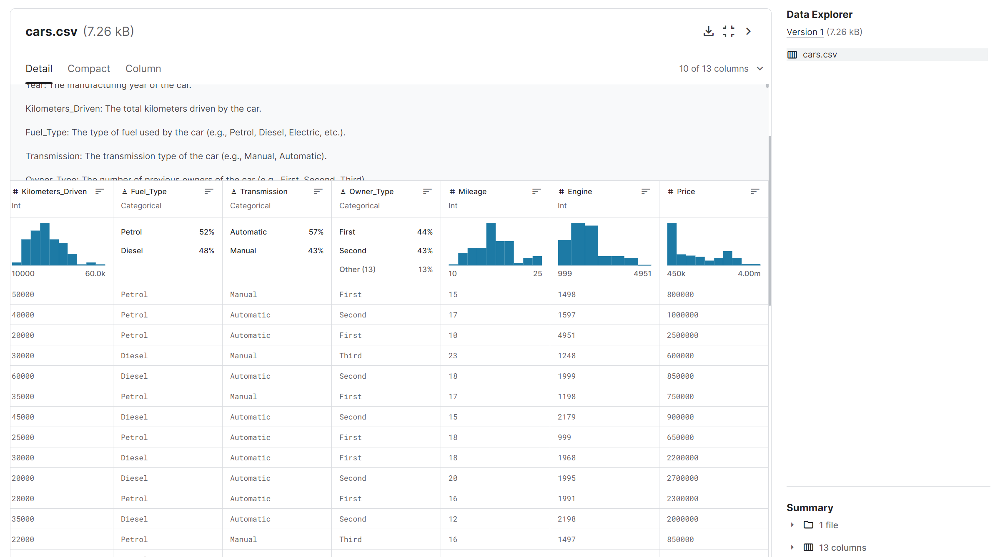 cars.csv (7.26 kB)
Detail Compact Column 10 of 13 columns
Year: The manufacturing year of the car.
Kilometers_Driven: The total kilometers driven by the car.
Fuel_Type: The type of fuel used by the car (e.g., Petrol, Diesel, Electric, etc.).
Transmission: The transmission type of the car (e.g., Manual, Automatic).
Owner_Type: The number of previous owners of the car (e.g., First, Second, Third)
# Kilometers_Driven A Fuel_Type A Transmission A Owner_Type # Mileage # Engine # Price
Int Categorical Categorical Categorical Int Int
Petrol 52% Automatic 57% First 44%
Diesel 48% Manual 43% Second 43%
Other (13) 13%
10000 60.0k 10 25 999 4951 450k 4.00m
50000 Petrol Manual First 15 1498 800000
40000 Petrol Automatic Second 17 1597 1000000
20000 Petrol Automatic First 10 4951 2500000
30000 Diesel Manual Third 23 1248 600000
60000 Diesel Automatic Second 18 1999 850000
35000 Petrol Manual First 17 1198 750000
45000 Diesel Automatic Second 15 2179 900000
25000 Petrol Automatic First 18 999 650000
30000 Diesel Automatic First 18 1968 2200000
20000 Diesel Automatic Second 20 1995 2700000
28000 Petrol Automatic First 16 1991 2300000
35000 Diesel Automatic Second 12 2198 2000000
22000 Petrol Manual Third 16 1497 850000
Data Explorer
Version 1 (7.26 kB)
cars.csv
Summary
1 file
13 columns